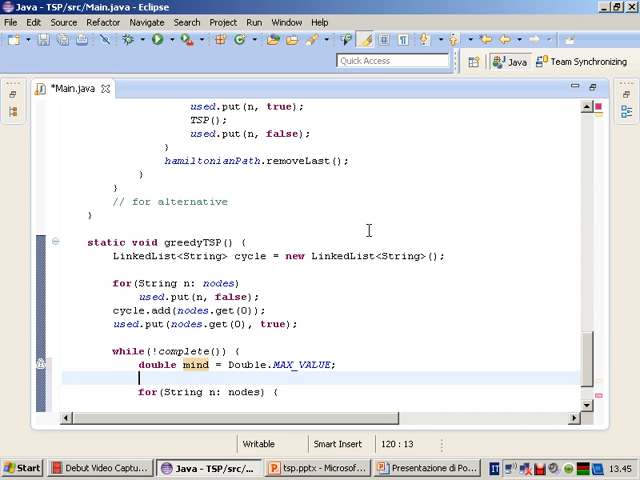 Java - TSP/src/Main.java - Eclipse
File Edit Source Refactor Navigate Search Project Run Window Help
Quick Access
Java
Team Synchronizing
*Main.java
used.put(n, true);
TSP();
used.put(n, false);
}
hamiltonianPath.removeLast();
}
}
// for alternative
}
static void greedyTSP() {
LinkedList<String> cycle = new LinkedList<String>();
for(String n: nodes)
used.put(n, false);
cycle.add(nodes.get(0));
used.put(nodes.get(0), true);
while(!complete()) {
double mind = Double.MAX_VALUE;
for(String n: nodes) {
Writable
Smart Insert
120 : 13
Start
Debut Video Captu...
Java - TSP/src/...
tsp.pptx - Microsof...
Presentazione di Po...
IT
13.45